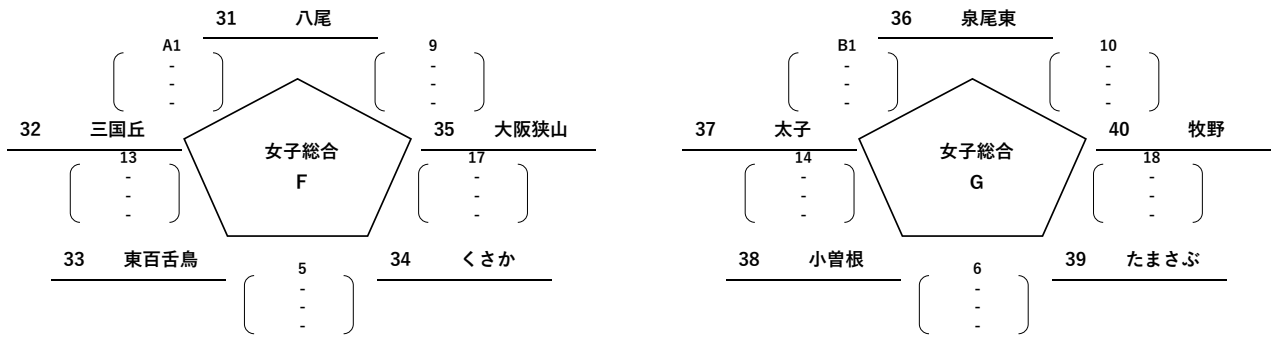 31 八尾 36 泉尾東
A1 9 B1 10
- - - -
- - - -
- - - -
32 三国丘 35 大阪狭山 37 太子 40 牧野
女子総合 女子総合
13 17 14 18
F G
- - - -
- - - -
- - - -
33 東百舌鳥 34 くさか 38 小曽根 39 たまさぶ
5 6
- -
- -
- -